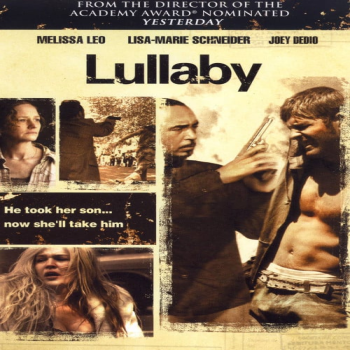 FROM THE DIRECTOR OF THE
ACADEMY AWARD® NOMINATED
YESTERDAY
MELISSA LEO LISA-MARIE SCHNEIDER JOEY DEDIO
Lullaby
He took her son...
now she'll take him